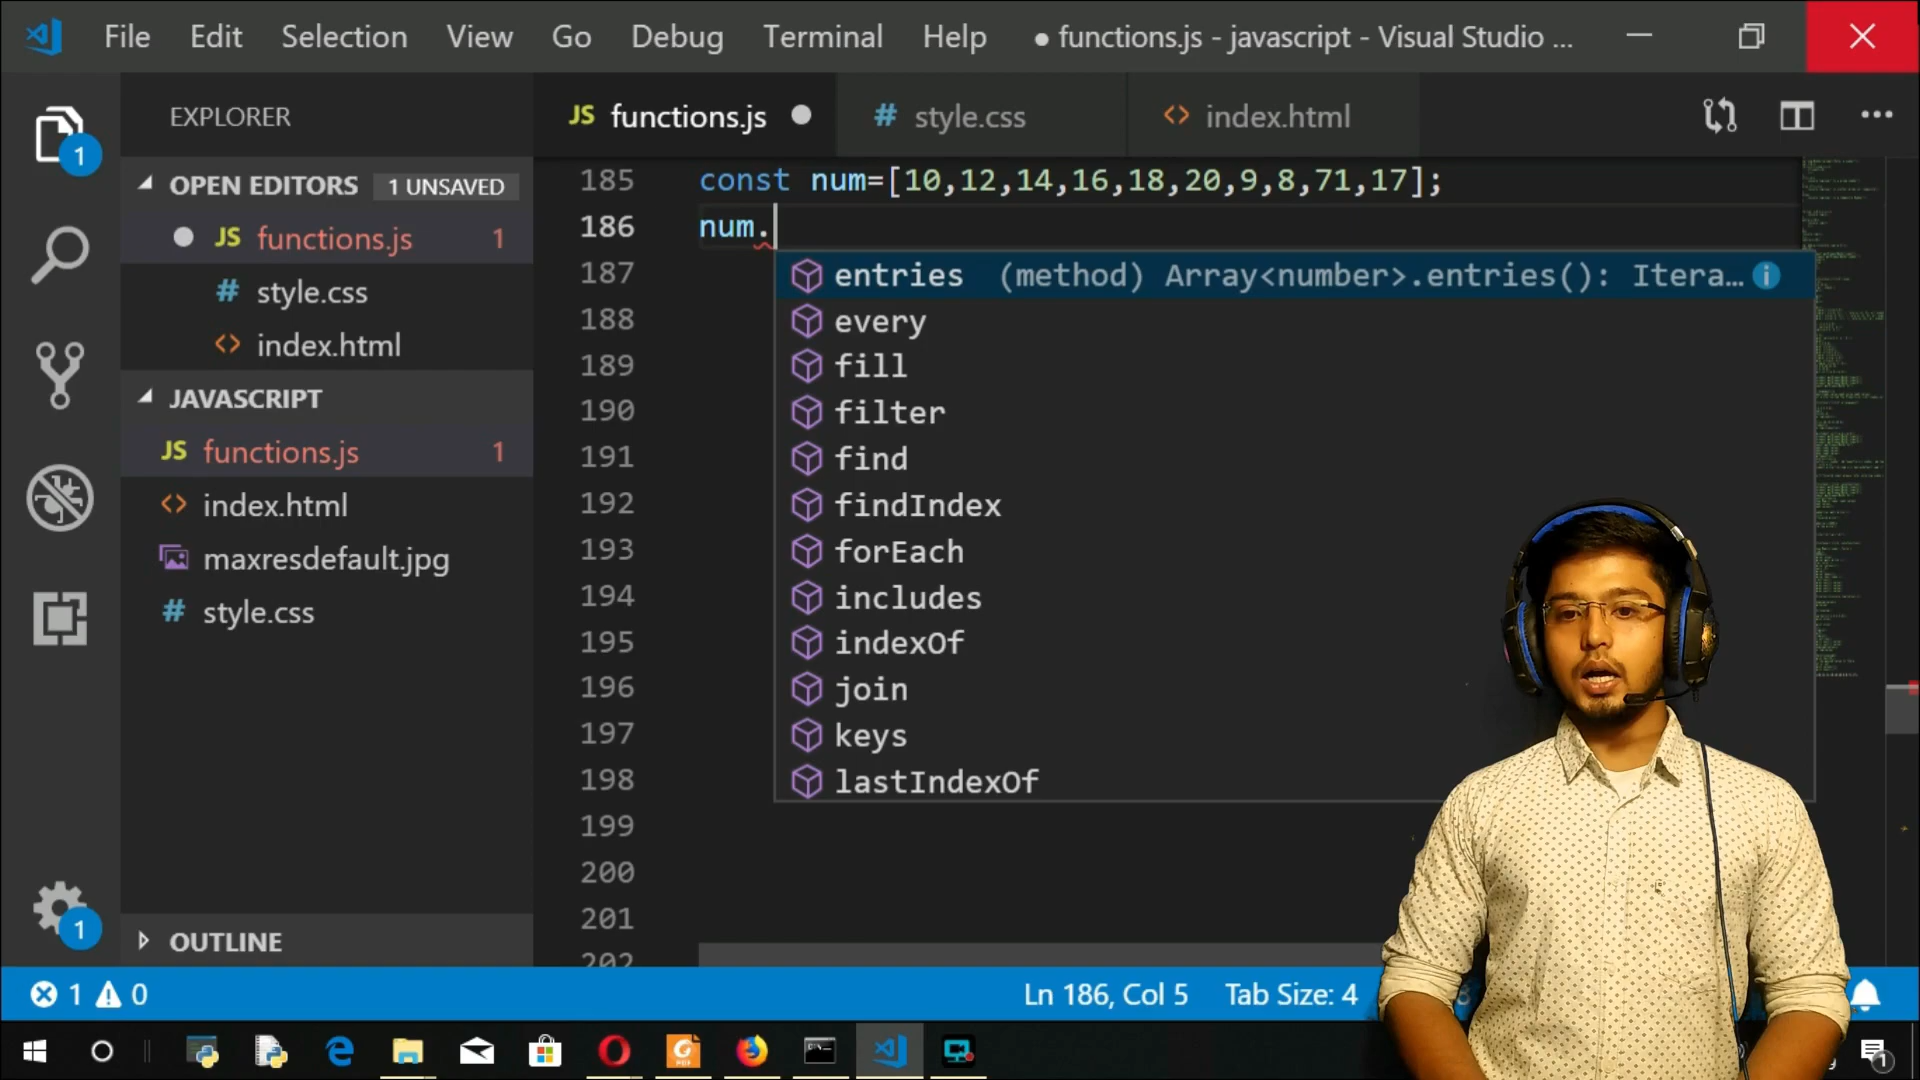 File Edit Selection View Go Debug Terminal Help ● functions.js - javascript - Visual Studio ...
EXPLORER
JS functions.js
# style.css
<> index.html
OPEN EDITORS 1 UNSAVED
JS functions.js 1
# style.css
<> index.html
JAVASCRIPT
JS functions.js 1
<> index.html
maxresdefault.jpg
# style.css
OUTLINE
1
1
185 const num=[10,12,14,16,18,20,9,8,71,17];
186 num.
187
188
189
190
191
192
193
194
195
196
197
198
199
200
201
202
entries (method) Array<number>.entries(): Itera...
every
fill
filter
find
findIndex
forEach
includes
indexOf
join
keys
lastIndexOf
1 0
Ln 186, Col 5 Tab Size: 4
1